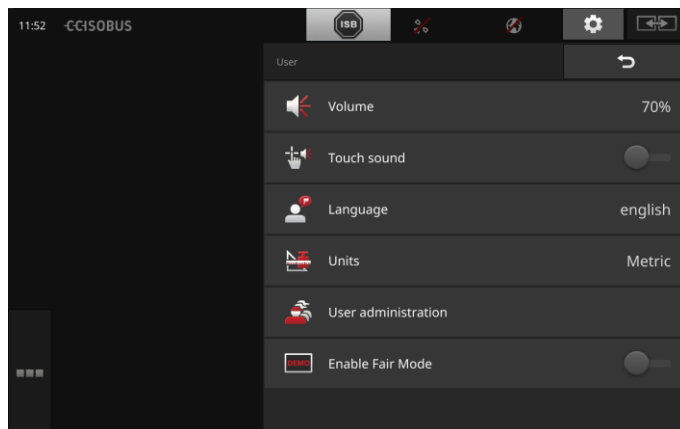 11:52
CCISOBUS
ISB
User
Volume
70%
Touch sound
Language
english
Units
Metric
User administration
DEMO
Enable Fair Mode